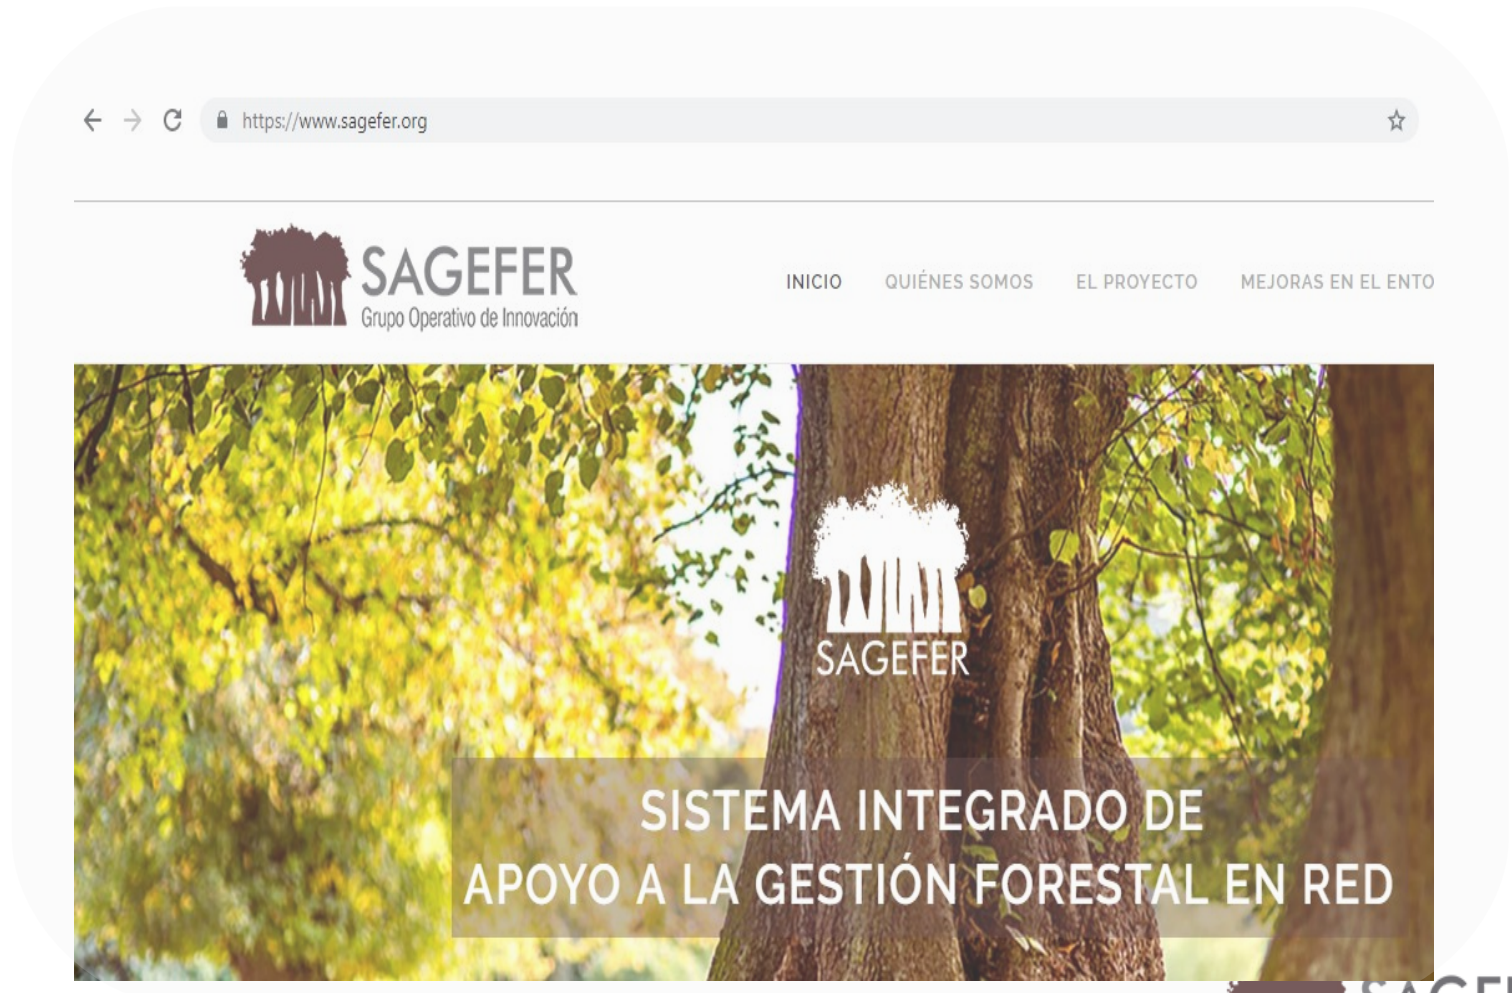 https://www.sagefer.org
SAGEFER
Grupo Operativo de Innovación
INICIO QUIÉNES SOMOS EL PROYECTO MEJORAS EN EL ENTO
SAGEFER
SISTEMA INTEGRADO DE
APOYO A LA GESTIÓN FORESTAL EN RED